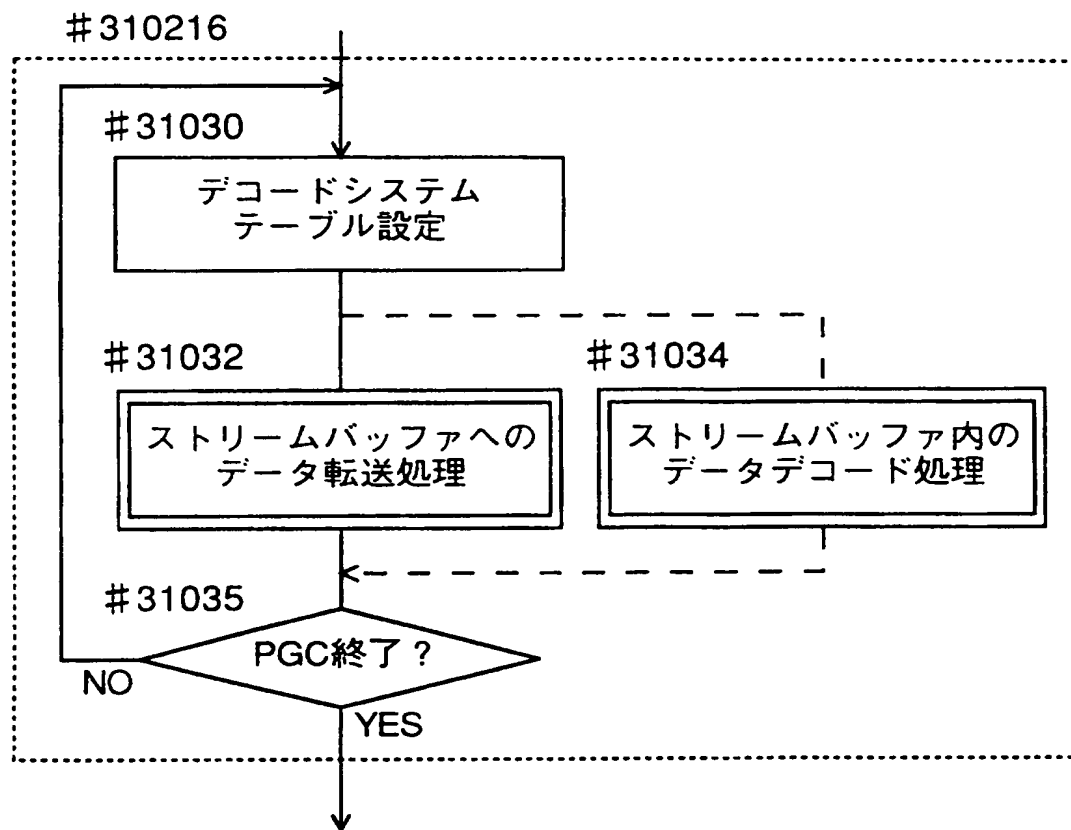 #310216
#31030
デコードシステム
テーブル設定
#31032
#31034
ストリームバッファへの
データ転送処理
ストリームバッファ内の
データデコード処理
#31035
PGC終了?
NO
YES